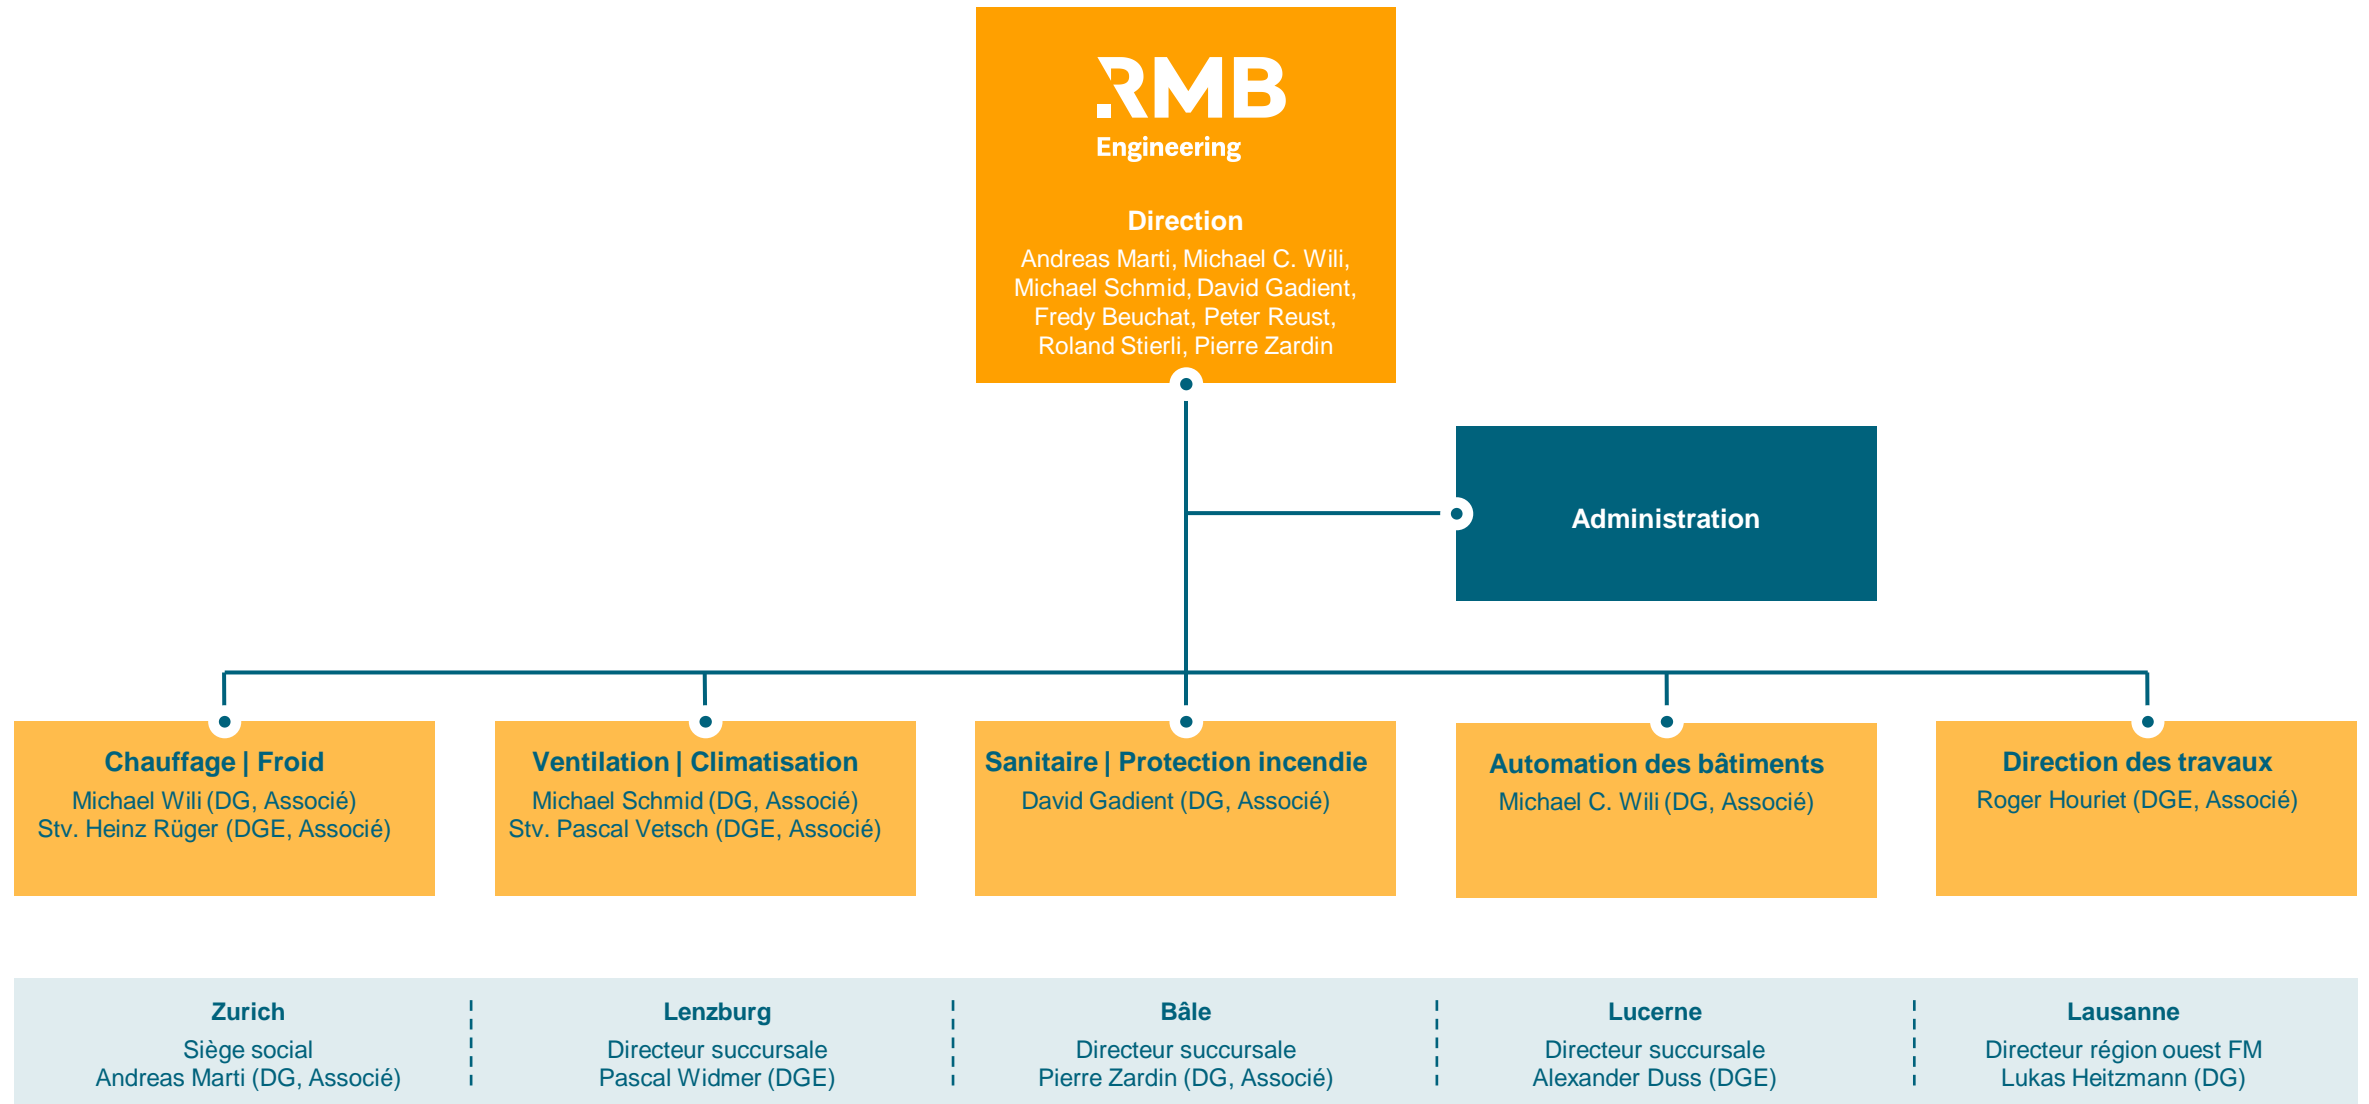 RMB
Engineering
Direction
Andreas Marti, Michael C. Wili,
Michael Schmid, David Gadient,
Fredy Beuchat, Peter Reust,
Roland Stierli, Pierre Zardin
Administration
Chauffage | Froid
Michael Wili (DG, Associé)
Stv. Heinz Rüger (DGE, Associé)
Ventilation | Climatisation
Michael Schmid (DG, Associé)
Stv. Pascal Vetsch (DGE, Associé)
Sanitaire | Protection incendie
David Gadient (DG, Associé)
Automation des bâtiments
Michael C. Wili (DG, Associé)
Direction des travaux
Roger Houriet (DGE, Associé)
Zurich
Siège social
Andreas Marti (DG, Associé)
Lenzburg
Directeur succursale
Pascal Widmer (DGE)
Bâle
Directeur succursale
Pierre Zardin (DG, Associé)
Lucerne
Directeur succursale
Alexander Duss (DGE)
Lausanne
Directeur région ouest FM
Lukas Heitzmann (DG)